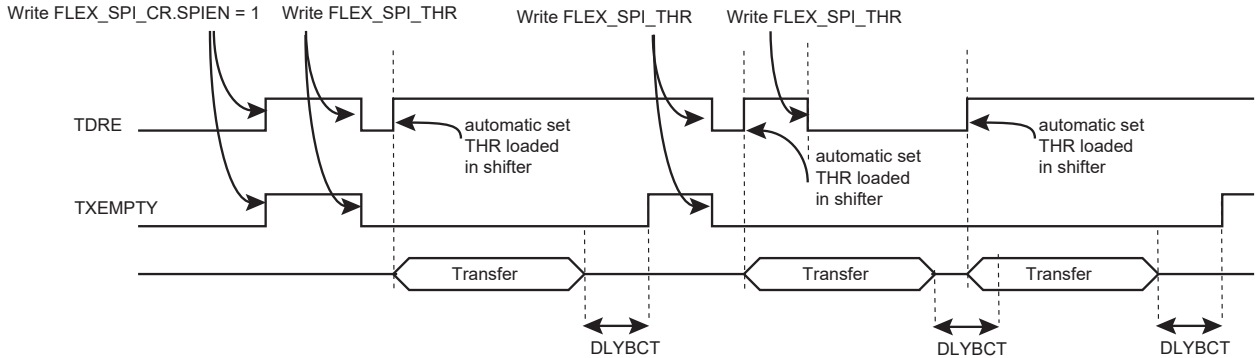 Write FLEX_SPI_CR.SPIEN = 1
Write FLEX_SPI_THR
Write FLEX_SPI_THR
Write FLEX_SPI_THR
TDRE
automatic set
THR loaded
in shifter
automatic set
THR loaded
in shifter
automatic set
THR loaded
in shifter
TXEMPTY
Transfer
Transfer
Transfer
DLYBCT
DLYBCT
DLYBCT